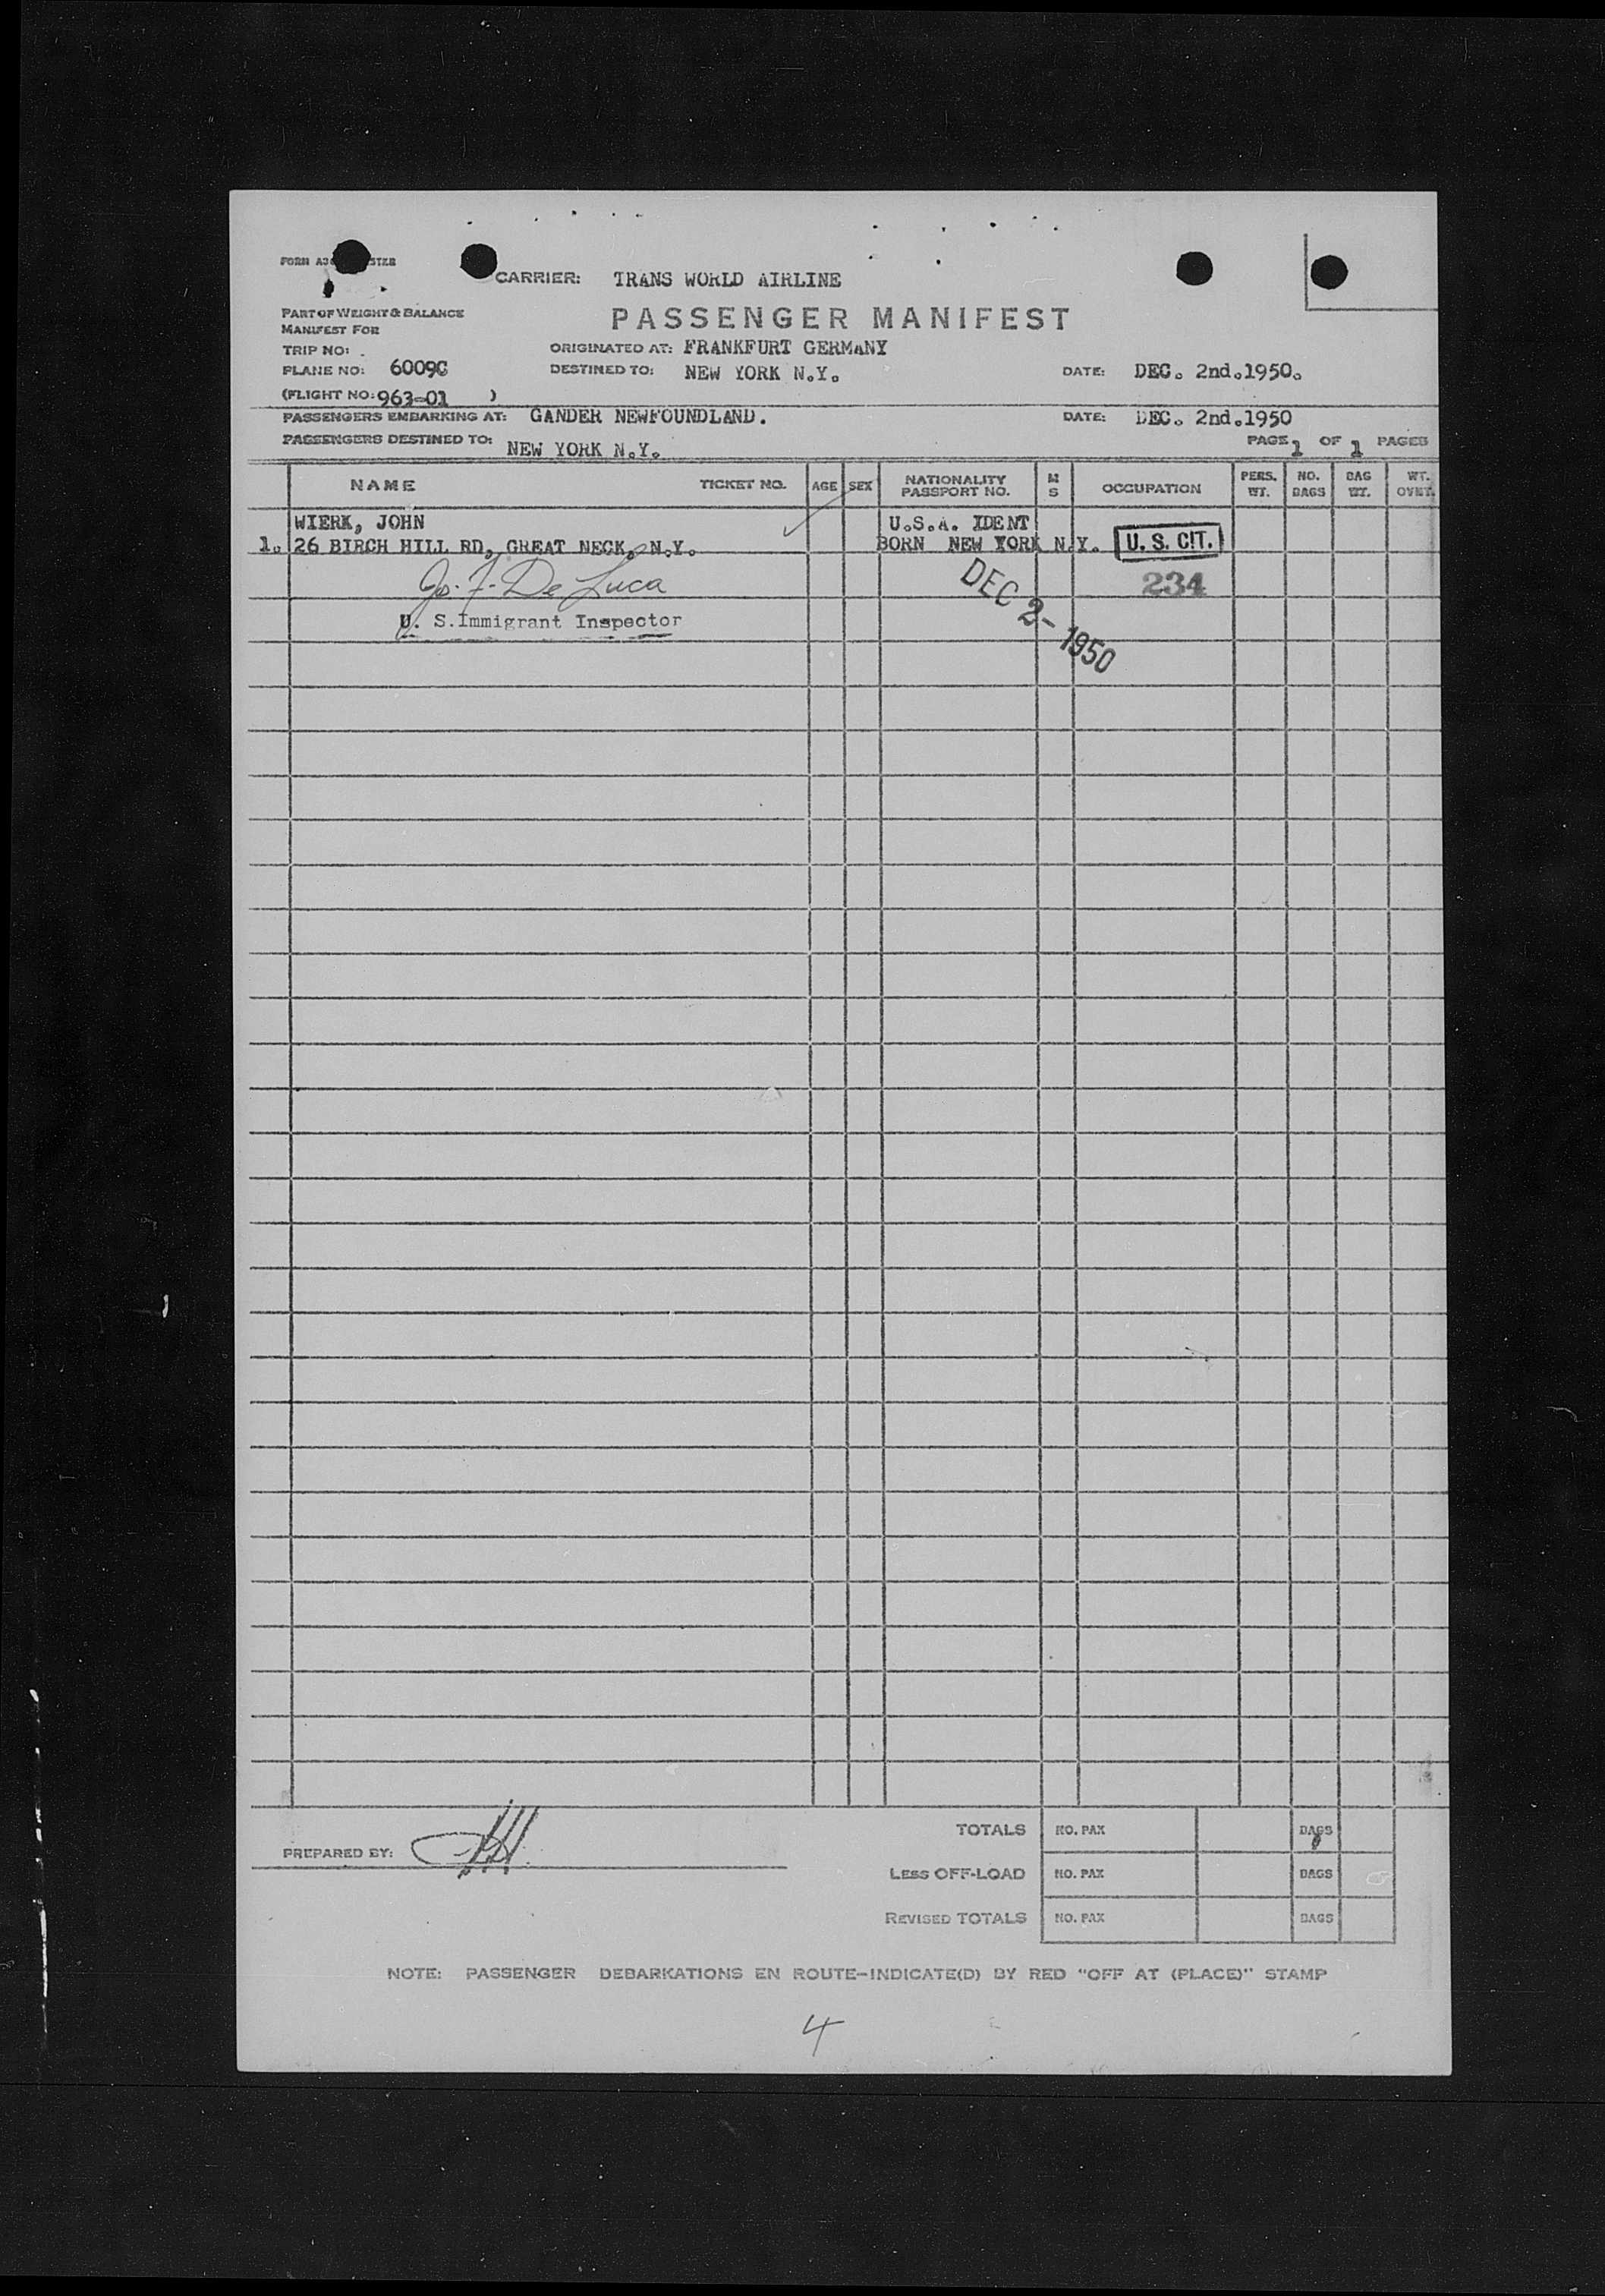 CARRIER: TRANS WORLD AIRLINE
PART OF WEIGHT & BALANCE
MANIFEST FOR
PASSENGER MANIFEST
TRIP NO:
ORIGINATED AT: FRANKFURT GERMANY
PLANE NO: 6009C
DESTINED TO: NEW YORK N.Y.
DATE: DEC. 2nd.1950.
(FLIGHT NO: 963-01 )
PASSENGERS EMBARKING AT: GANDER NEWFOUNDLAND.
DATE: DEC. 2nd.1950
PASSENGERS DESTINED TO: NEW YORK N.Y.
PAGE 1 OF 1 PAGES
NAME TICKET NO. AGE SEX NATIONALITY PASSPORT NO. M S OCCUPATION PERS. WT. NO. BAGS BAG WT. WT. OVER.
WIERK, JOHN U.S.A. IDENT
1. 26 BIRCH HILL RD, GREAT NECK, N.Y. BORN NEW YORK N.Y. U. S. CIT.
Jos. F. De Luca 234
U. S.Immigrant Inspector
DEC 2- 1950
TOTALS NO. PAX BAGS
PREPARED BY:
LESS OFF-LOAD NO. PAX BAGS
REVISED TOTALS NO. PAX BAGS
NOTE: PASSENGER DEBARKATIONS EN ROUTE-INDICATE(D) BY RED "OFF AT (PLACE)" STAMP
4